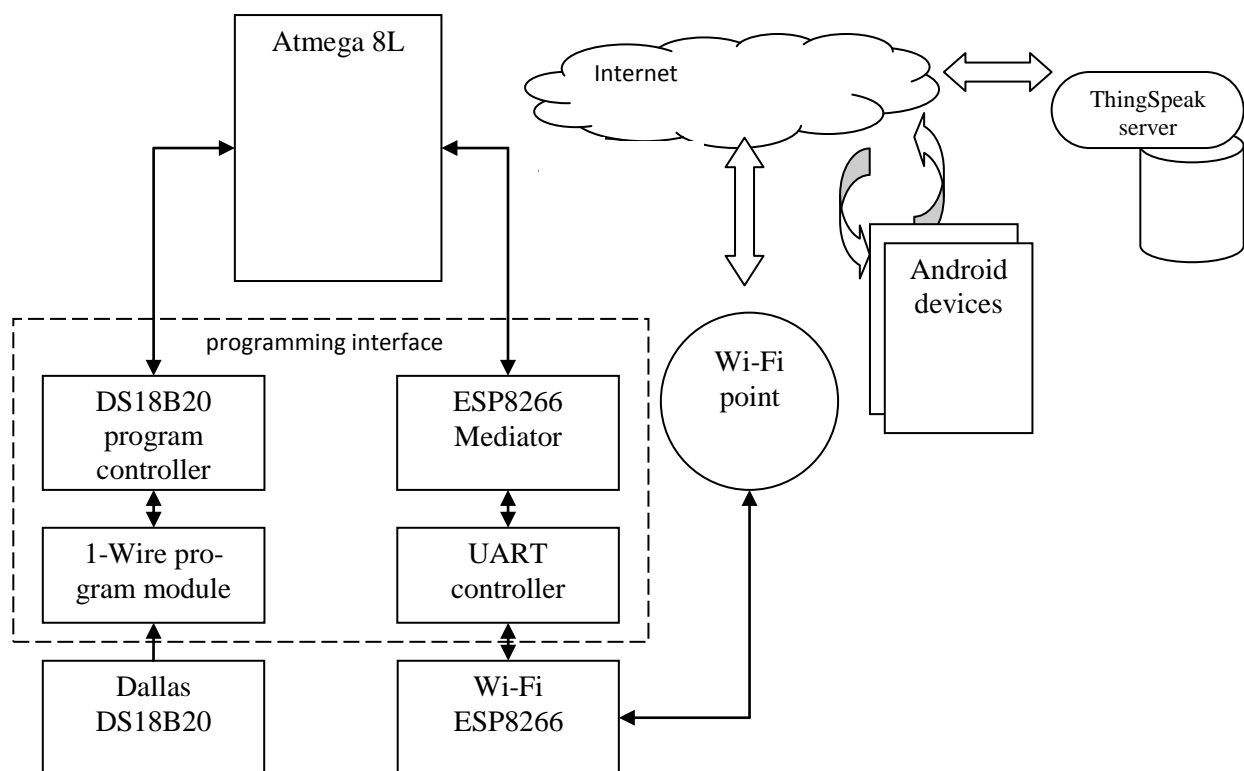 Atmega 8L
Internet
ThingSpeak
server
Android
devices
programming interface
Wi-Fi
point
DS18B20
program
controller
ESP8266
Mediator
1-Wire pro-
gram module
UART
controller
Dallas
DS18B20
Wi-Fi
ESP8266